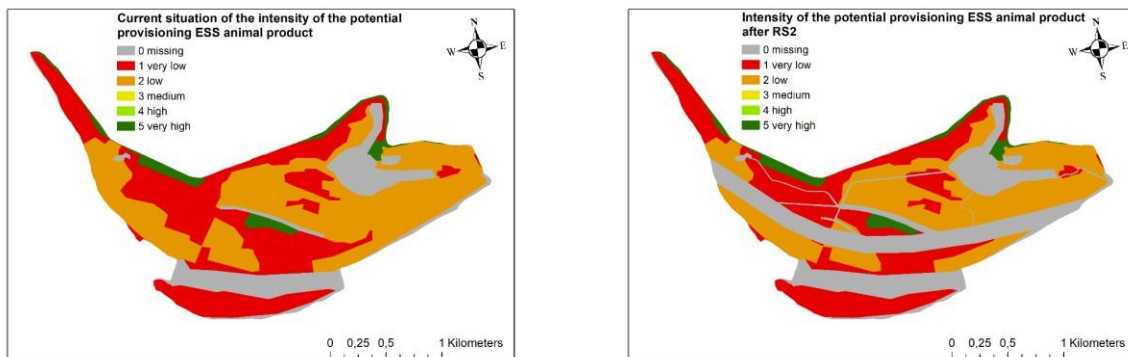 Current situation of the intensity of the potential
provisioning ESS animal product
0 missing
1 very low
2 low
3 medium
4 high
5 very high
N
W
E
S
0 0,25 0,5 1 Kilometers
Intensity of the potential provisioning ESS animal product
after RS2
0 missing
1 very low
2 low
3 medium
4 high
5 very high
N
W
E
S
0 0,25 0,5 1 Kilometers